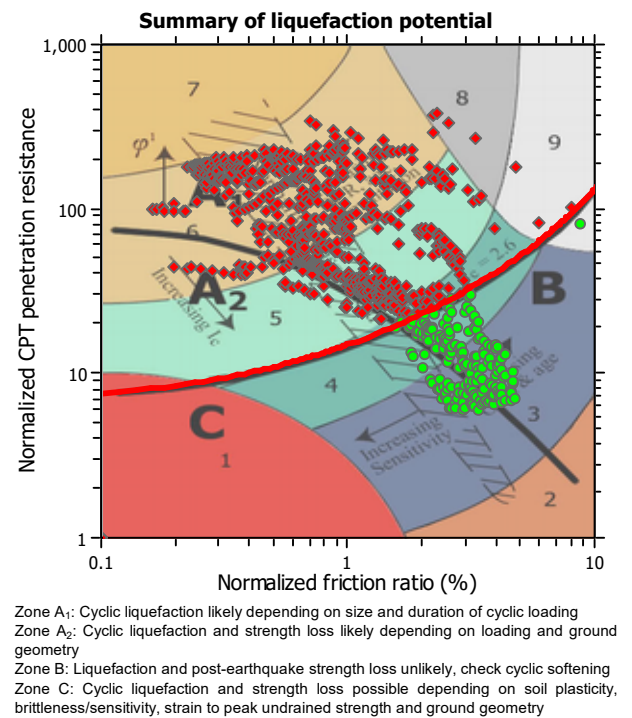 Summary of liquefaction potential
Normalized CPT penetration resistance
1,000
100
10
1
7
8
9
φ'
A₁
6
Increasing Ic
A₂
5
= 2.6
B
4
C
1
& age
3
Increasing
Sensitivity
2
0.1
1
10
Normalized friction ratio (%)
Zone A₁: Cyclic liquefaction likely depending on size and duration of cyclic loading
Zone A₂: Cyclic liquefaction and strength loss likely depending on loading and ground
geometry
Zone B: Liquefaction and post-earthquake strength loss unlikely, check cyclic softening
Zone C: Cyclic liquefaction and strength loss possible depending on soil plasticity,
brittleness/sensitivity, strain to peak undrained strength and ground geometry